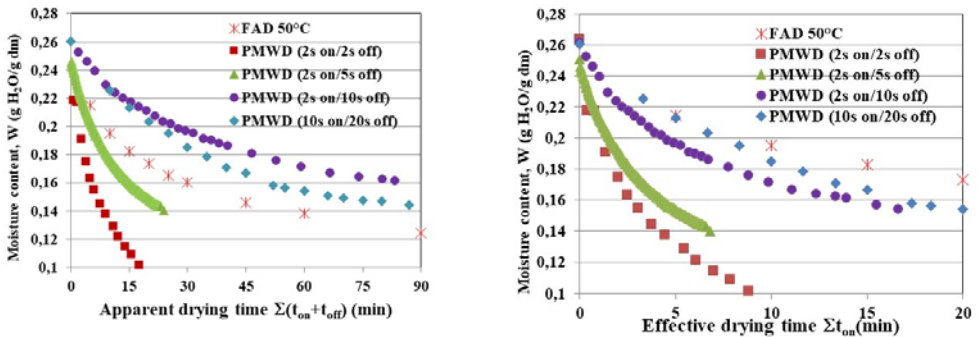 0,28
0,26
0,24
0,22
0,2
0,18
0,16
0,14
0,12
0,1
Moisture content, W (g H₂O/g dm)
0 15 30 45 60 75 90
Apparent drying time Σ(t_on+t_off) (min)
FAD 50°C
PMWD (2s on/2s off)
PMWD (2s on/5s off)
PMWD (2s on/10s off)
PMWD (10s on/20s off)
0,28
0,26
0,24
0,22
0,2
0,18
0,16
0,14
0,12
0,1
Moisture content, W (g H₂O/g dm)
0 5 10 15 20
Effective drying time Σt_on(min)
FAD 50°C
PMWD (2s on/2s off)
PMWD (2s on/5s off)
PMWD (2s on/10s off)
PMWD (10s on/20s off)